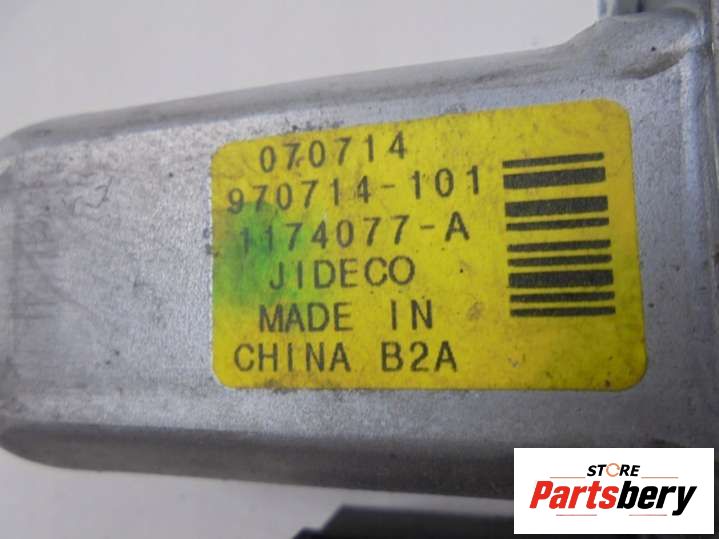 070714
970714-101
1174077-A
JIDECO
MADE IN
CHINA B2A
STORE
Partsbery